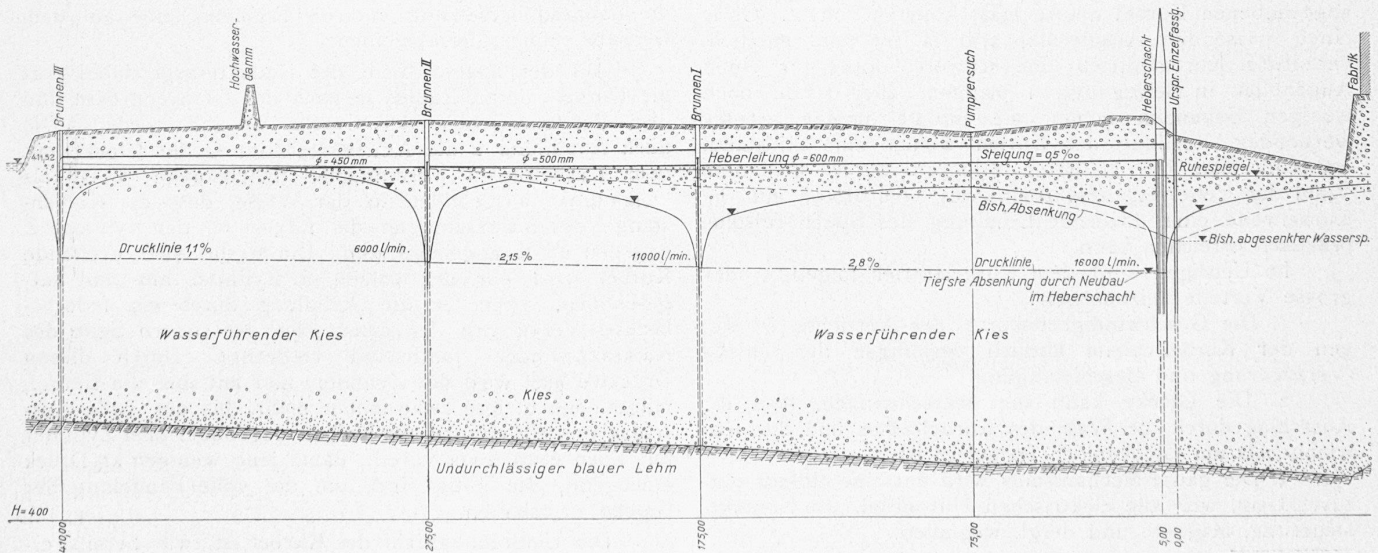 Brunnen III
Hochwasser
damm
Brunnen II
Brunnen I
Pumpversuch
Heberschacht
Urspr. Einzelfassg.
Fabrik
411,52
φ = 450 mm
φ = 500 mm
Heberleitung φ = 600 mm
Steigung = 0,5 ‰
Ruhespiegel
Bish. Absenkung
Bish. abgesenkter Wassersp.
Drucklinie 1,1 ‰
6000 l/min.
2,15 ‰
11000 l/min.
2,8 ‰
Drucklinie
16000 l/min.
Tiefste Absenkung durch Neubau
im Heberschacht
Wasserführender Kies
Wasserführender Kies
Kies
Undurchlässiger blauer Lehm
H = 400
410,00
275,00
175,00
75,00
5,00
0,00